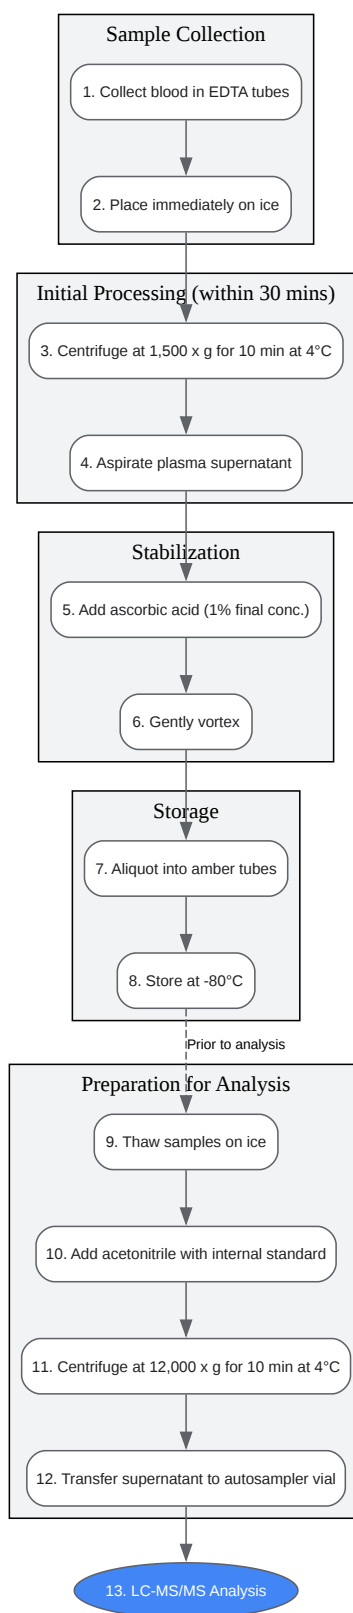 Sample Collection
1. Collect blood in EDTA tubes
2. Place immediately on ice
Initial Processing (within 30 mins)
3. Centrifuge at 1,500 x g for 10 min at 4°C
4. Aspirate plasma supernatant
Stabilization
5. Add ascorbic acid (1% final conc.)
6. Gently vortex
Storage
7. Aliquot into amber tubes
8. Store at -80°C
Prior to analysis
Preparation for Analysis
9. Thaw samples on ice
10. Add acetonitrile with internal standard
11. Centrifuge at 12,000 x g for 10 min at 4°C
12. Transfer supernatant to autosampler vial
13. LC-MS/MS Analysis